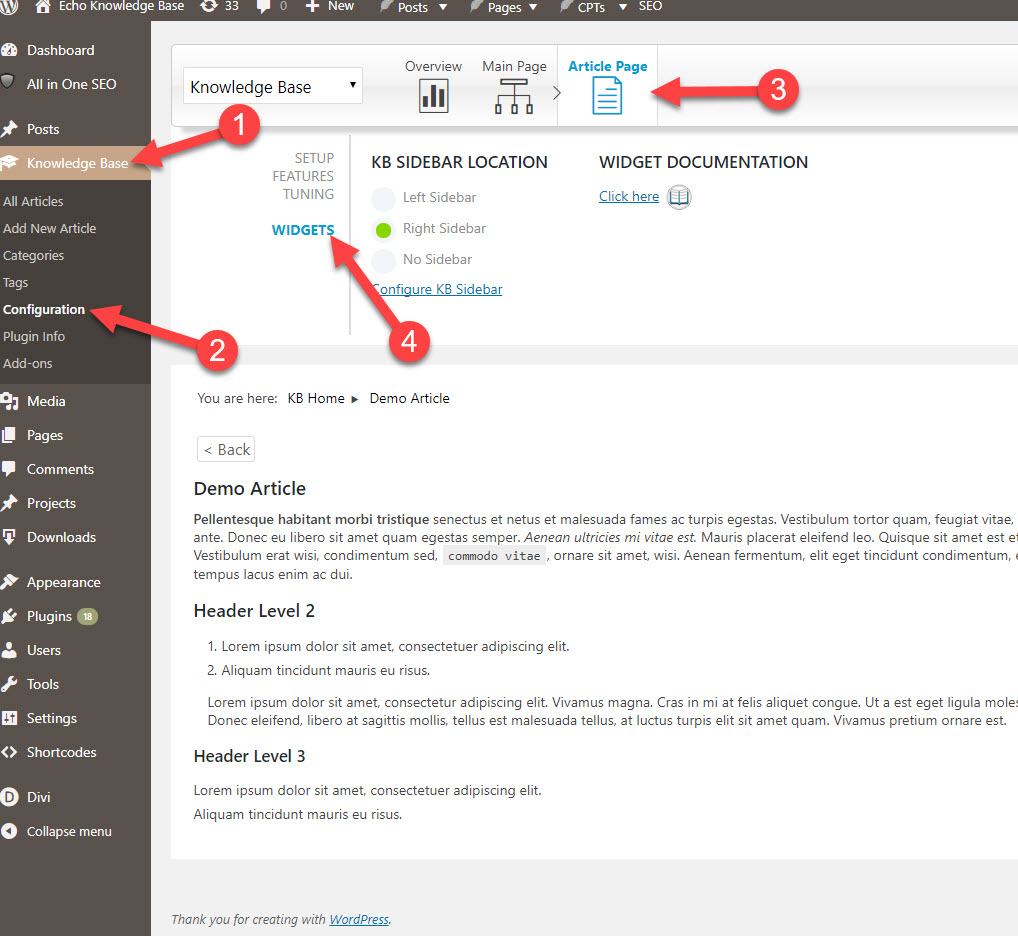 Echo Knowledge Base 33 0 New Posts Pages CPTs SEO
Dashboard
All in One SEO
Posts
Knowledge Base
All Articles
Add New Article
Categories
Tags
Configuration
Plugin Info
Add-ons
Media
Pages
Comments
Projects
Downloads
Appearance
Plugins 18
Users
Tools
Settings
Shortcodes
Divi
Collapse menu
Knowledge Base
Overview
Main Page
Article Page
1
2
3
4
SETUP
FEATURES
TUNING
WIDGETS
KB SIDEBAR LOCATION
Left Sidebar
Right Sidebar
No Sidebar
Configure KB Sidebar
WIDGET DOCUMENTATION
Click here
You are here: KB Home ▸ Demo Article
< Back
Demo Article
Pellentesque habitant morbi tristique senectus et netus et malesuada fames ac turpis egestas. Vestibulum tortor quam, feugiat vitae,
ante. Donec eu libero sit amet quam egestas semper. Aenean ultricies mi vitae est. Mauris placerat eleifend leo. Quisque sit amet est et
Vestibulum erat wisi, condimentum sed, commodo vitae , ornare sit amet, wisi. Aenean fermentum, elit eget tincidunt condimentum, e
tempus lacus enim ac dui.
Header Level 2
1. Lorem ipsum dolor sit amet, consectetuer adipiscing elit.
2. Aliquam tincidunt mauris eu risus.
Lorem ipsum dolor sit amet, consectetur adipiscing elit. Vivamus magna. Cras in mi at felis aliquet congue. Ut a est eget ligula moles
Donec eleifend, libero at sagittis mollis, tellus est malesuada tellus, at luctus turpis elit sit amet quam. Vivamus pretium ornare est.
Header Level 3
Lorem ipsum dolor sit amet, consectetuer adipiscing elit.
Aliquam tincidunt mauris eu risus.
Thank you for creating with WordPress.